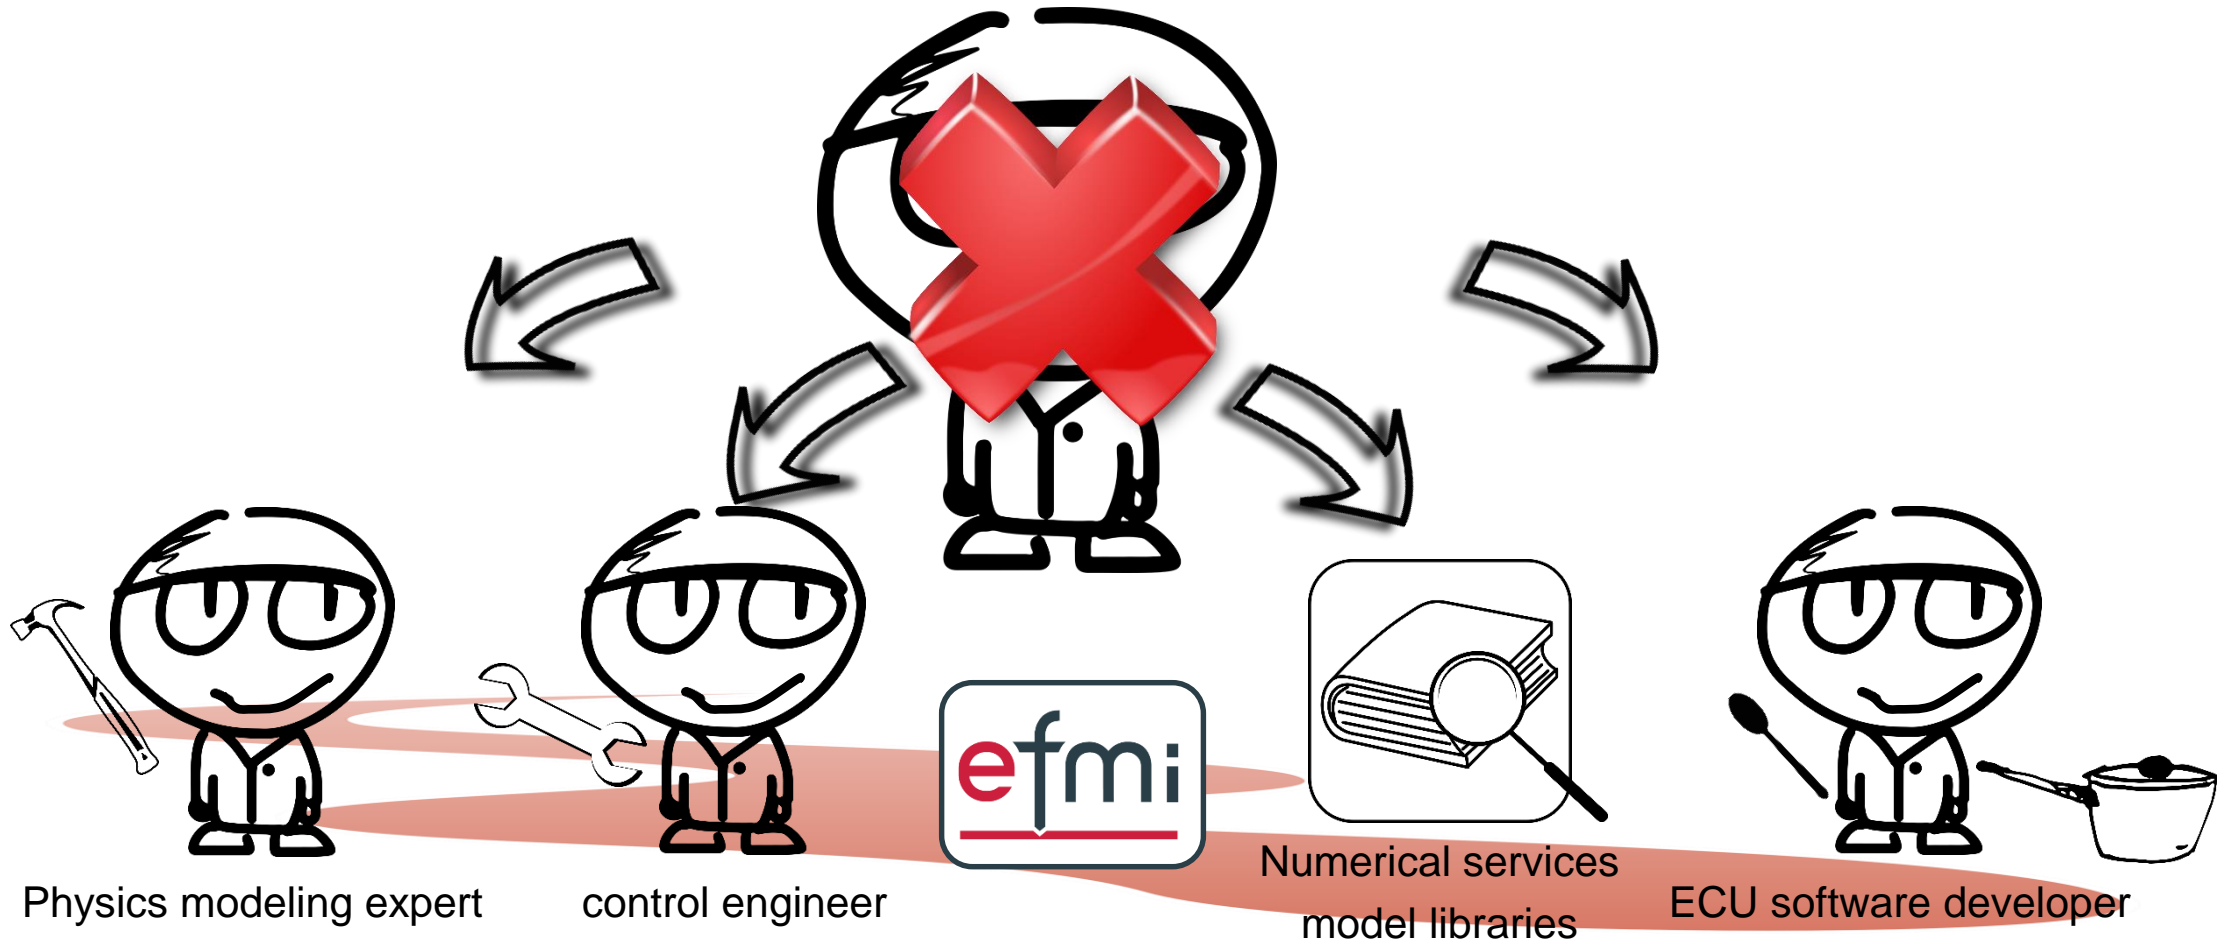 efmi
Numerical services
model libraries
Physics modeling expert
control engineer
ECU software developer